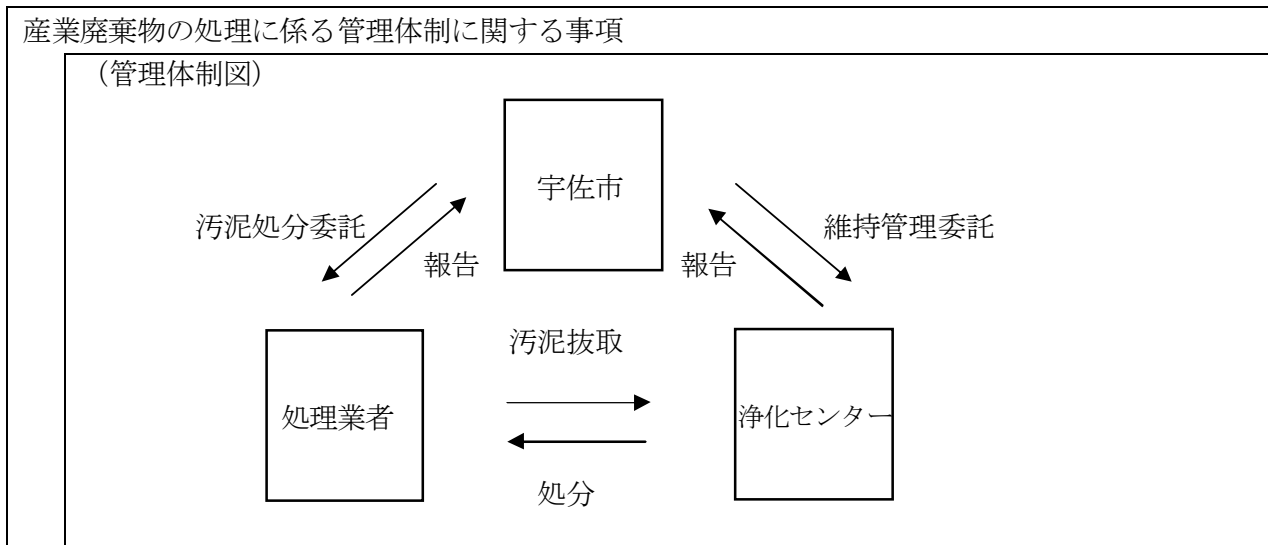 産業廃棄物の処理に係る管理体制に関する事項
（管理体制図）
宇佐市
汚泥処分委託
維持管理委託
報告
報告
汚泥抜取
処理業者
浄化センター
処分